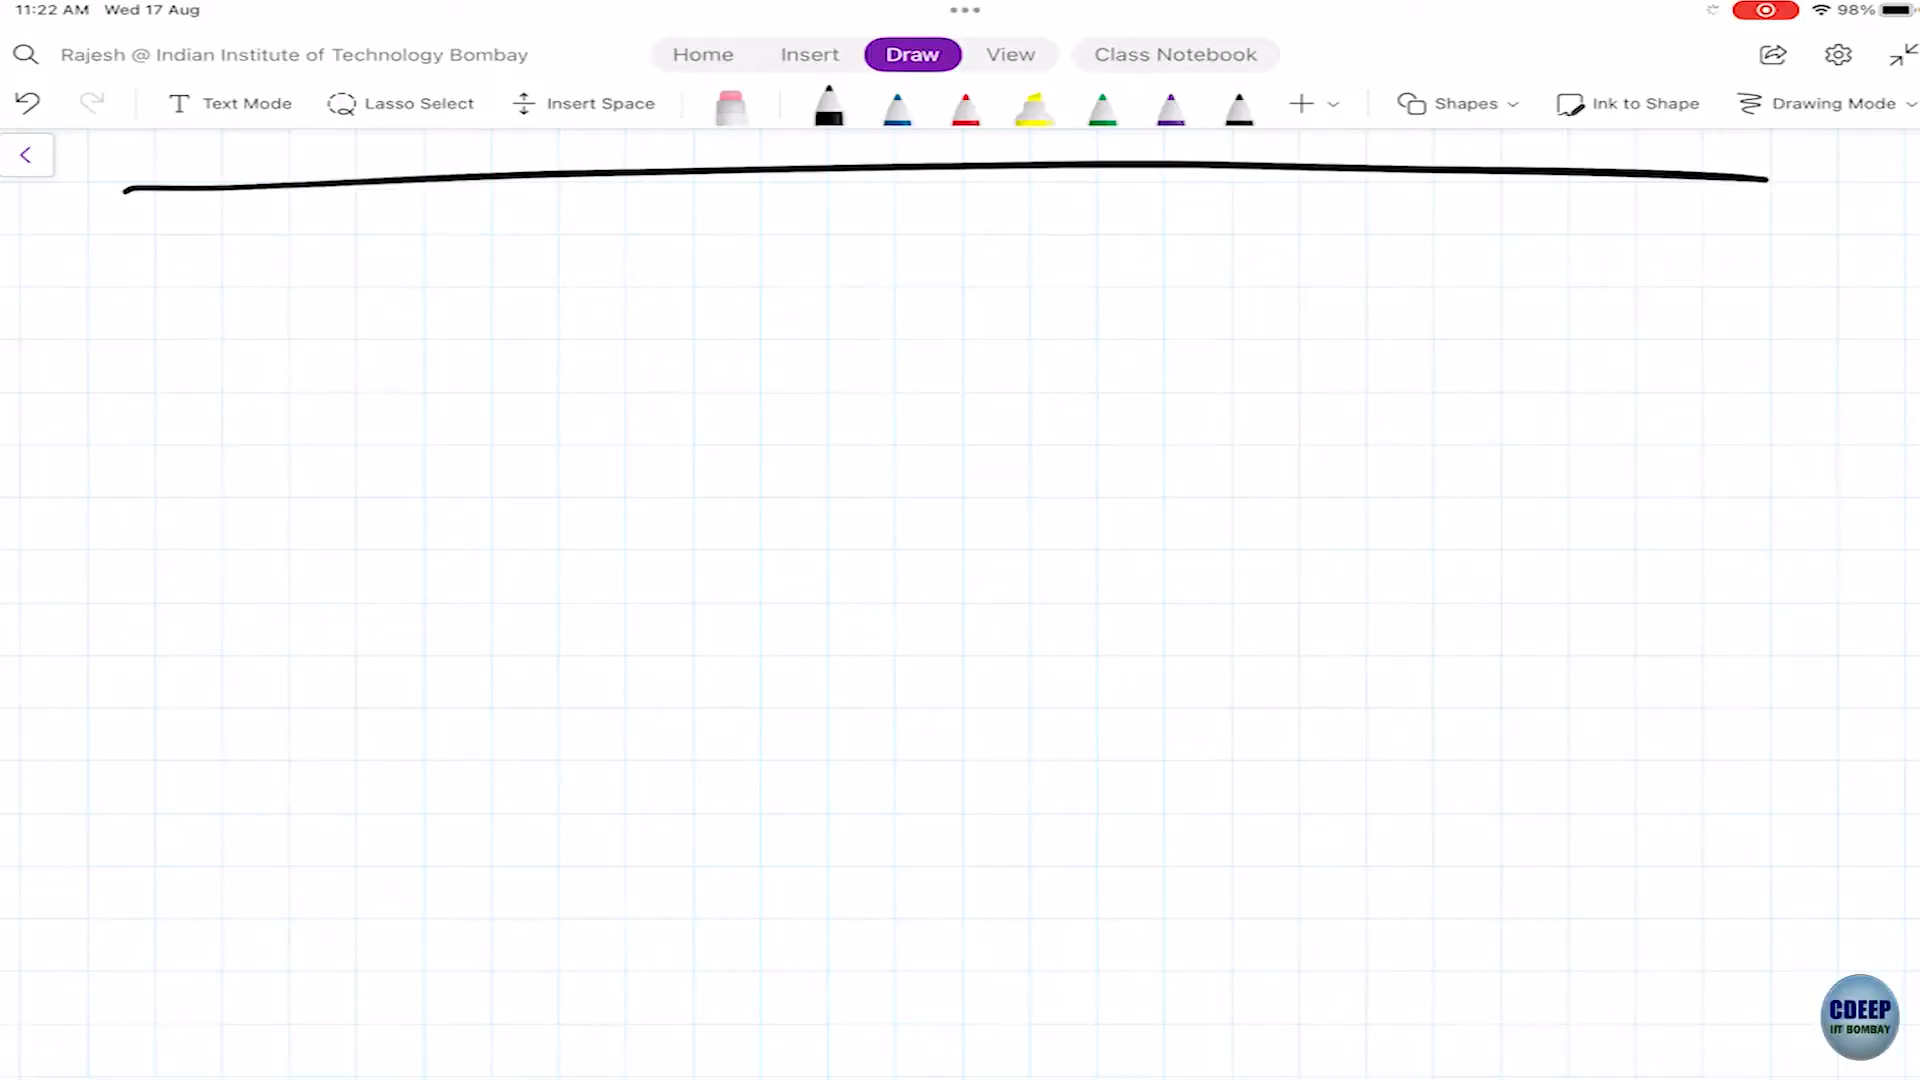 11:22 AM Wed 17 Aug
98%
Rajesh @ Indian Institute of Technology Bombay
Home Insert Draw View Class Notebook
Text Mode Lasso Select Insert Space Shapes Ink to Shape Drawing Mode
CDEEP
IIT BOMBAY